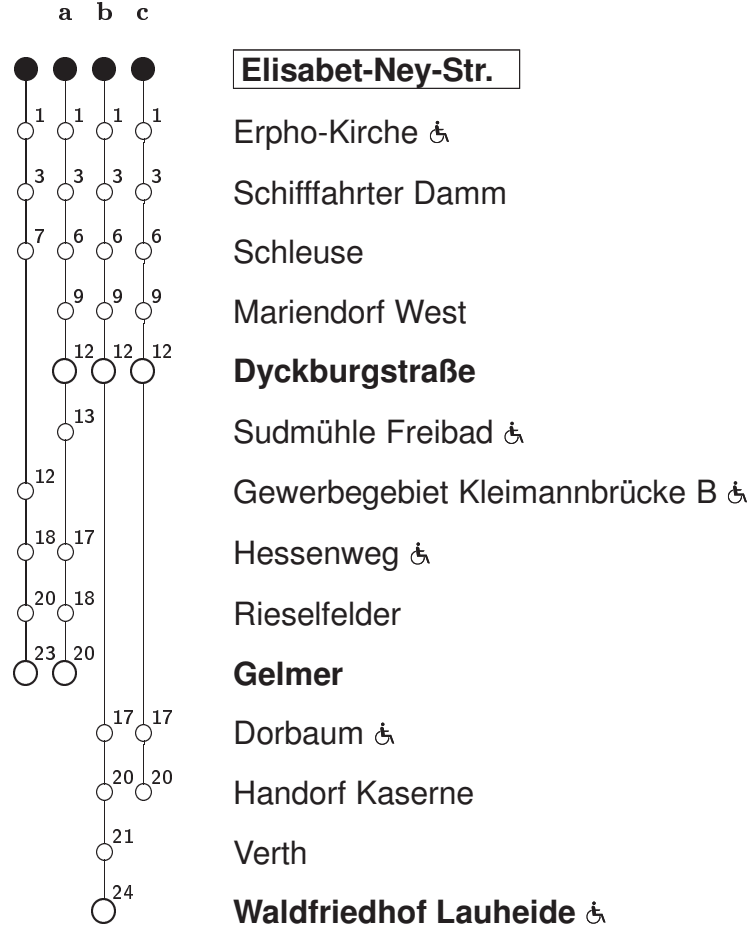 a b c
Elisabet-Ney-Str.
1 1 1 1 Erpho-Kirche
3 3 3 3 Schifffahrter Damm
7 6 6 6 Schleuse
9 9 9 Mariendorf West
12 12 12 Dyckburgstraße
13 Sudmühle Freibad
12 Gewerbegebiet Kleimannbrücke B
18 17 Hessenweg
20 18 Rieselfelder
23 20 Gelmer
17 17 Dorbaum
20 20 Handorf Kaserne
21 Verth
24 Waldfriedhof Lauheide